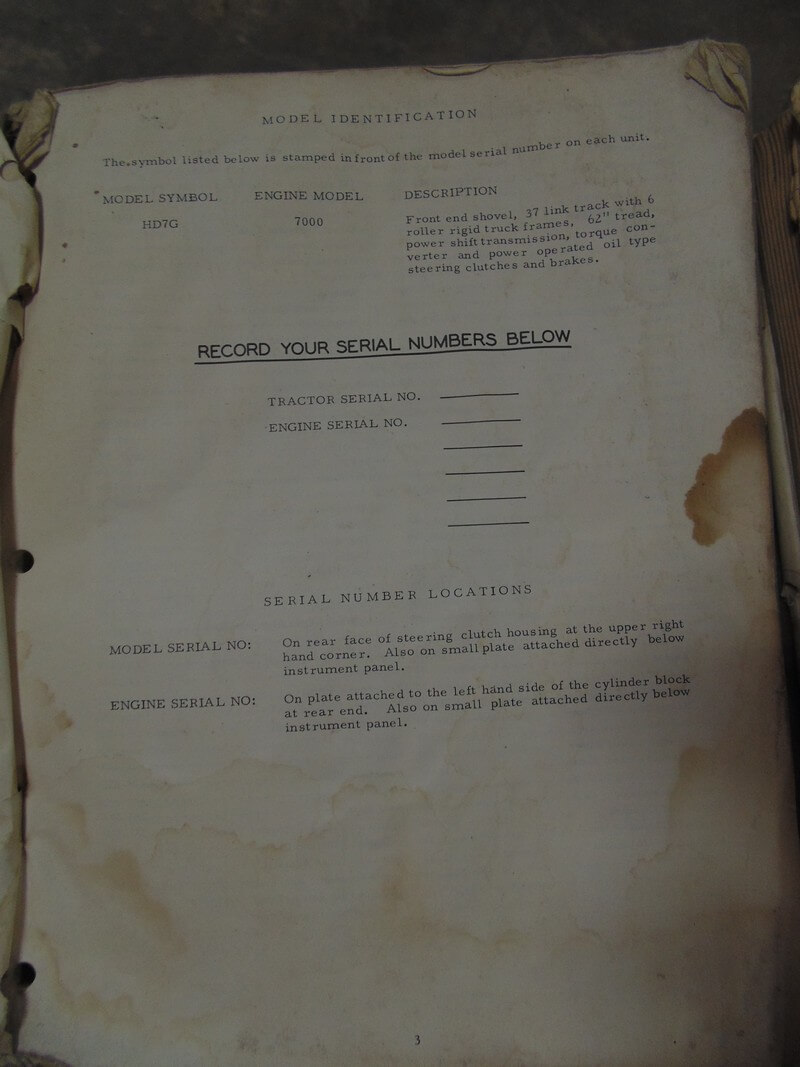 MODEL IDENTIFICATION
The symbol listed below is stamped in front of the model serial number on each unit.
MODEL SYMBOL ENGINE MODEL DESCRIPTION
HD7G 7000 Front end shovel, 37 link track with 6
roller rigid truck frames, 62" tread,
power shift transmission, torque con-
verter and power operated oil type
steering clutches and brakes.
RECORD YOUR SERIAL NUMBERS BELOW
TRACTOR SERIAL NO.
ENGINE SERIAL NO.
SERIAL NUMBER LOCATIONS
MODEL SERIAL NO: On rear face of steering clutch housing at the upper right
hand corner. Also on small plate attached directly below
instrument panel.
ENGINE SERIAL NO: On plate attached to the left hand side of the cylinder block
at rear end. Also on small plate attached directly below
instrument panel.
3